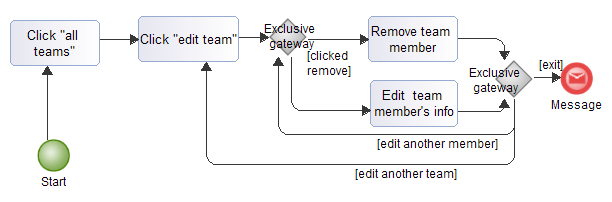 Click "all
teams"
Click "edit team"
Exclusive
gateway
[clicked
remove]
Remove team
member
Edit  team
member's info
Exclusive
gateway
[exit]
Message
[edit another member]
[edit another team]
Start